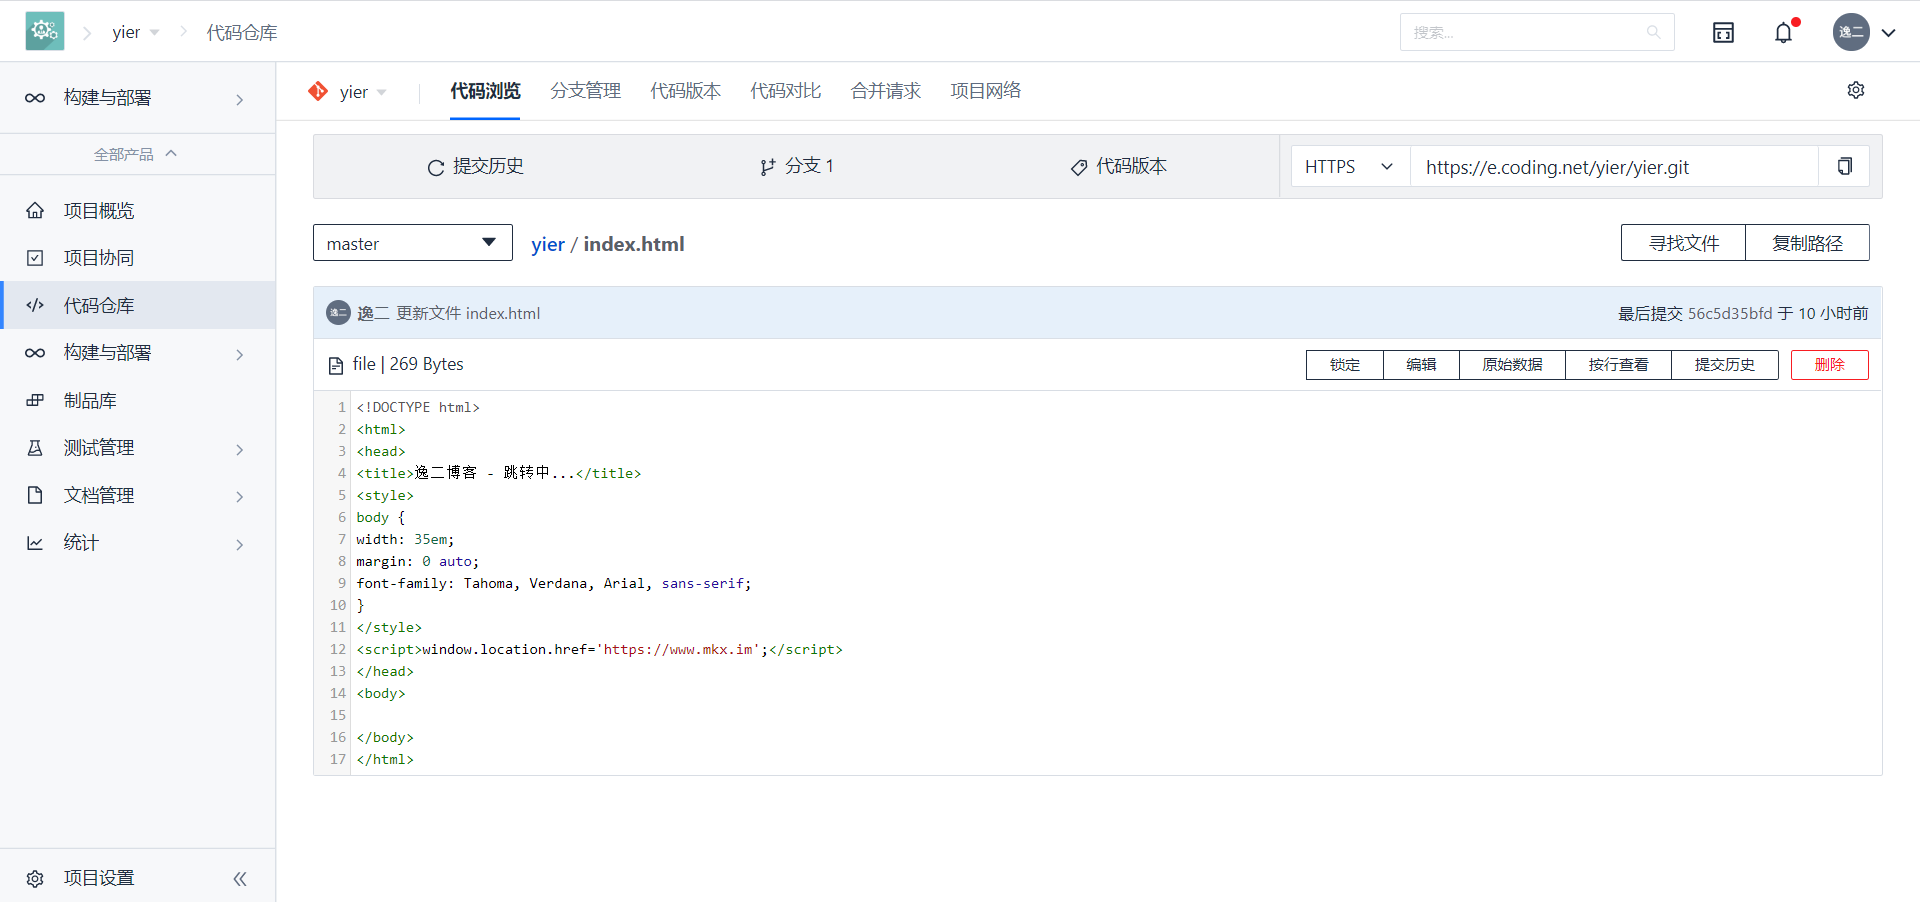 yier
代码仓库
搜索...
逸二
构建与部署
全部产品
项目概览
项目协同
代码仓库
构建与部署
制品库
测试管理
文档管理
统计
项目设置
yier
代码浏览
分支管理
代码版本
代码对比
合并请求
项目网络
提交历史
分支 1
代码版本
HTTPS
https://e.coding.net/yier/yier.git
master
yier / index.html
寻找文件
复制路径
逸二 逸二 更新文件 index.html
最后提交 56c5d35bfd 于 10 小时前
file | 269 Bytes
锁定
编辑
原始数据
按行查看
提交历史
删除
1 <!DOCTYPE html>
2 <html>
3 <head>
4 <title>逸二博客 - 跳转中...</title>
5 <style>
6 body {
7 width: 35em;
8 margin: 0 auto;
9 font-family: Tahoma, Verdana, Arial, sans-serif;
10 }
11 </style>
12 <script>window.location.href='https://www.mkx.im';</script>
13 </head>
14 <body>
15
16 </body>
17 </html>